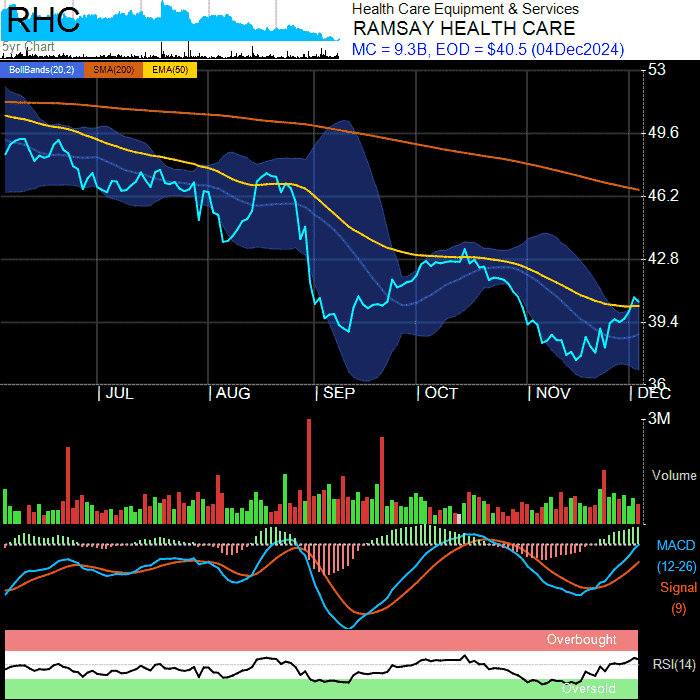 RHC
5yr Chart
Health Care Equipment & Services
RAMSAY HEALTH CARE
MC = 9.3B, EOD = $40.5 (04Dec2024)
BollBands(20,2) SMA(200) EMA(50)
53
49.6
46.2
42.8
39.4
36
| JUL | AUG | SEP | OCT | NOV | DEC
3M
Volume
MACD
(12-26)
Signal
(9)
Overbought
RSI(14)
Oversold